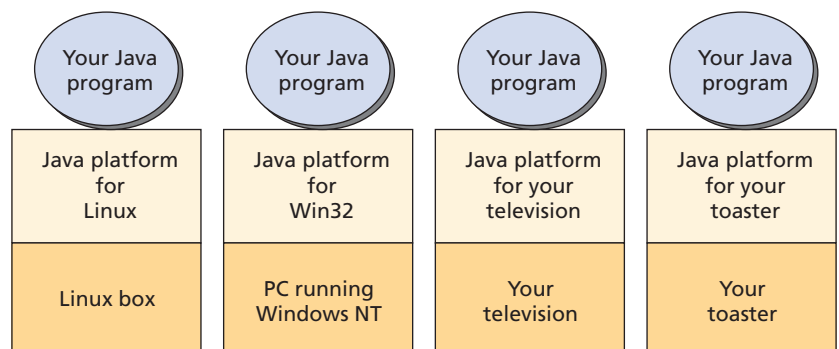 Your Java
program
Your Java
program
Your Java
program
Your Java
program
Java platform
for
Linux
Java platform
for
Win32
Java platform
for your
television
Java platform
for your
toaster
Linux box
PC running
Windows NT
Your
television
Your
toaster